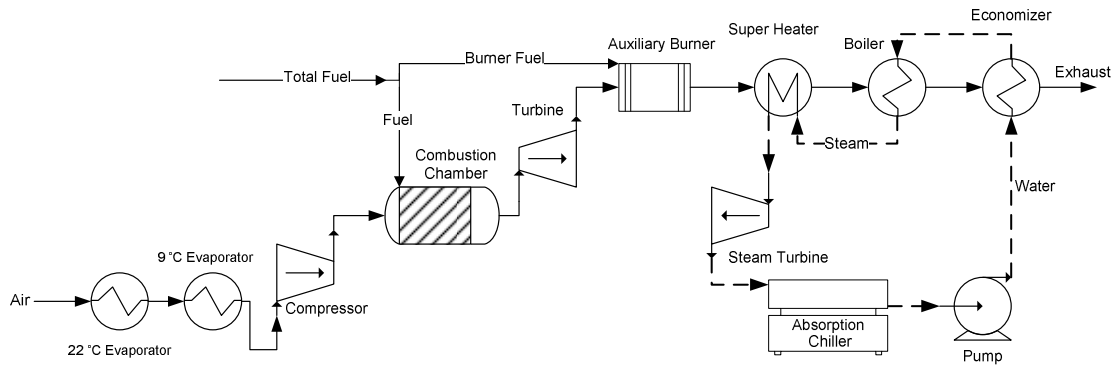 Economizer
Super Heater
Boiler
Auxiliary Burner
Burner Fuel
Total Fuel
Exhaust
Turbine
Fuel
Steam
Combustion
Chamber
Water
9 °C Evaporator
Steam Turbine
Air
Compressor
Absorption
Chiller
22 °C Evaporator
Pump